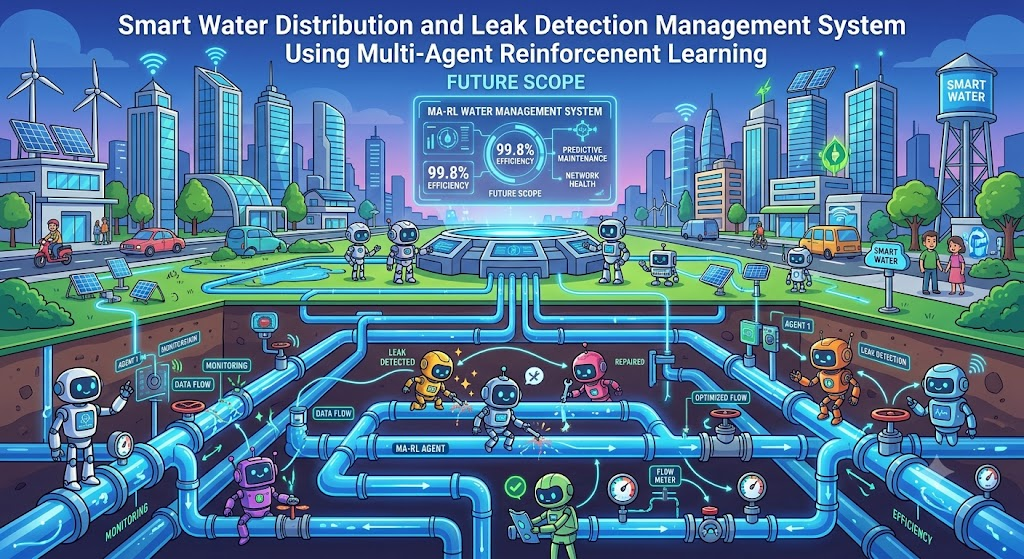 Smart Water Distribution and Leak Detection Management System
Using Multi-Agent Reinforcenent Learning
FUTURE SCOPE
MA-RL WATER MANAGEMENT SYSTEM
99.8%
EFFICIENCY
99.8%
EFFICIENCY
PREDICTIVE
MAINTENANCE
NETWORK
HEALTH
FUTURE SCOPE
SMART
WATER
SMART
WATER
AGENT 1
MONITORING
DATA FLOW
LEAK
DETECTED
REPAIRED
AGENT 1
LEAK DETECTION
DATA FLOW
OPTIMIZED FLOW
MA-RL AGENT
FLOW
METER
MONITORING
EFFICIENCY